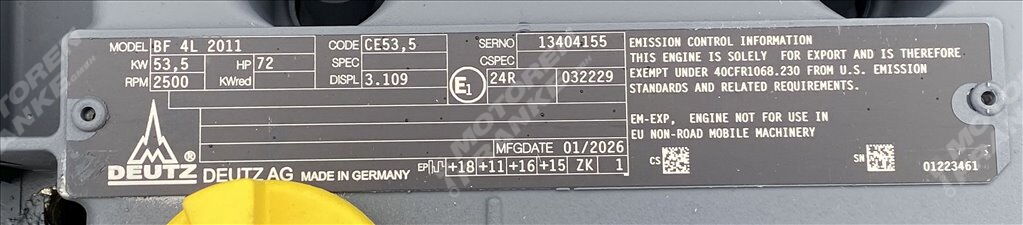 MODEL BF 4L 2011 CODE CE53,5 SERNO 13404155
KW 53,5 HP 72 SPEC CSPEC
RPM 2500 KWred DISPL 3.109 E1 24R 032229
MFGDATE 01/2026
DEUTZ ® DEUTZ AG MADE IN GERMANY EP +18 +11 +16 +15 ZK 1
EMISSION CONTROL INFORMATION
THIS ENGINE IS SOLELY FOR EXPORT AND IS THEREFORE
EXEMPT UNDER 40CFR1068.230 FROM U.S. EMISSION
STANDARDS AND RELATED REQUIREMENTS.
EM-EXP, ENGINE NOT FOR USE IN
EU NON-ROAD MOBILE MACHINERY
CS SN 01223461
MOTOREN
ANKER